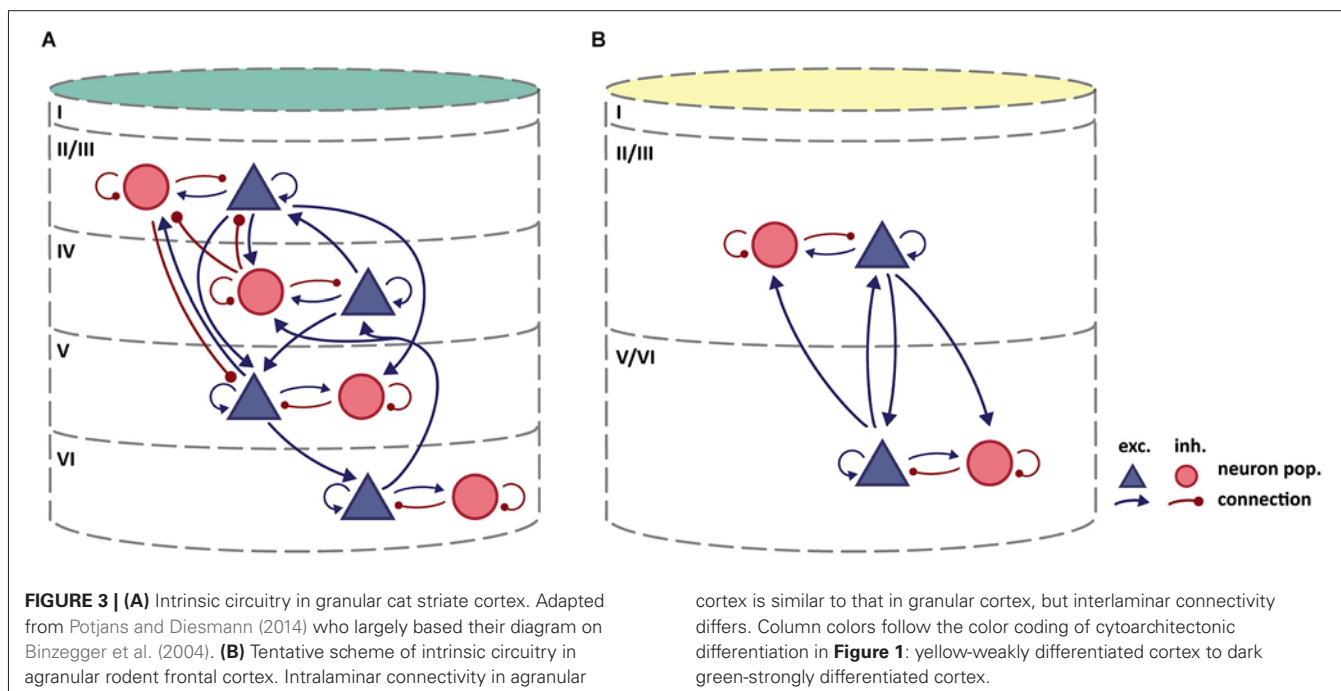 A
I
II/III
IV
V
VI
B
I
II/III
V/VI
exc. inh.
neuron pop.
connection
FIGURE 3 | (A) Intrinsic circuitry in granular cat striate cortex. Adapted
from Potjans and Diesmann (2014) who largely based their diagram on
Binzegger et al. (2004). (B) Tentative scheme of intrinsic circuitry in
agranular rodent frontal cortex. Intralaminar connectivity in agranular
cortex is similar to that in granular cortex, but interlaminar connectivity
differs. Column colors follow the color coding of cytoarchitectonic
differentiation in Figure 1: yellow-weakly differentiated cortex to dark
green-strongly differentiated cortex.